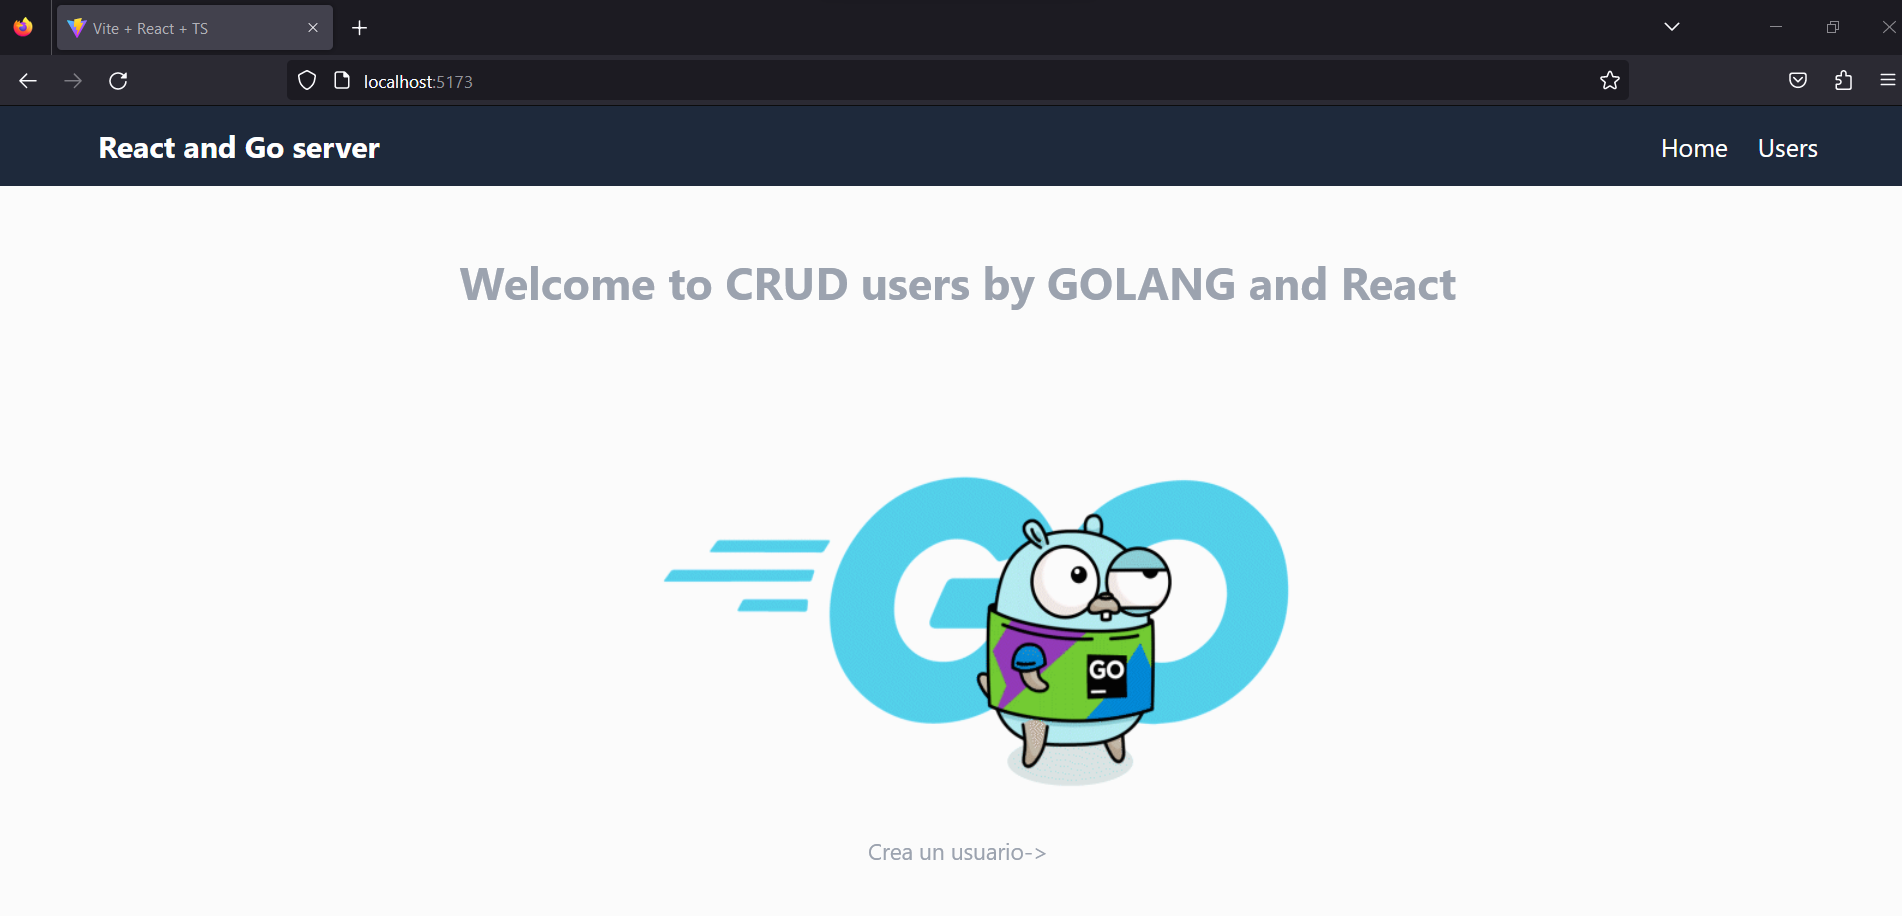 Vite + React + TS
localhost:5173
React and Go server
Home Users
Welcome to CRUD users by GOLANG and React
GO
GO
Crea un usuario->